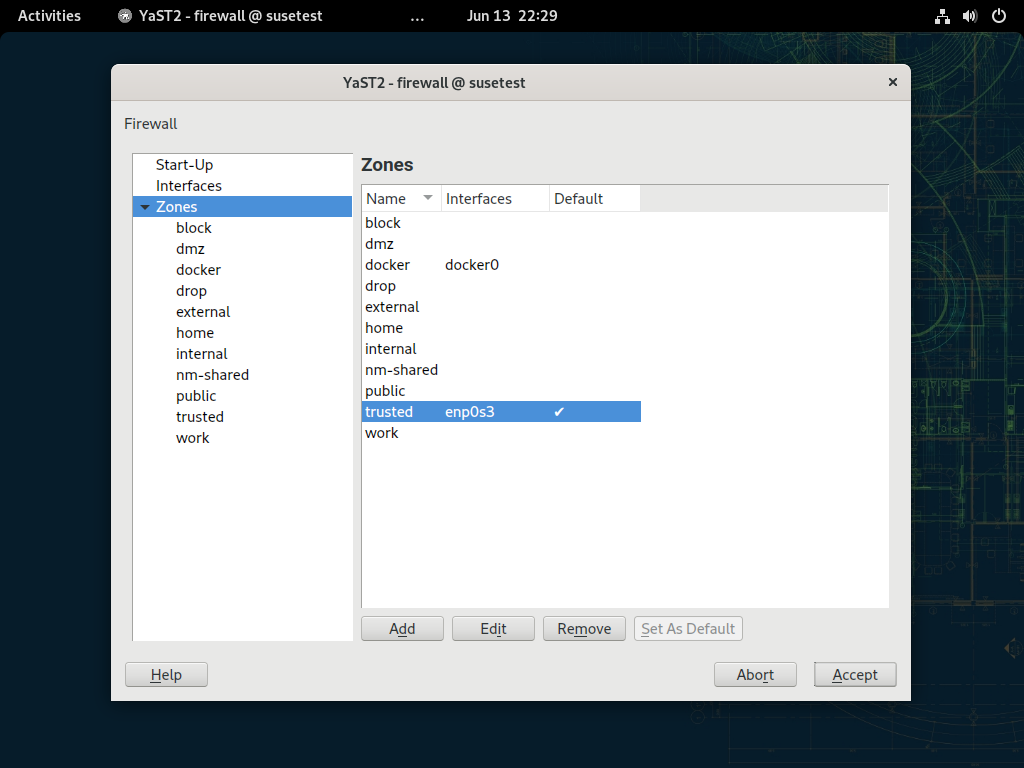 Activities YaST2 - firewall @ susetest ... Jun 13 22:29
YaST2 - firewall @ susetest ×
Firewall
Start-Up
Interfaces
Zones
block
dmz
docker
drop
external
home
internal
nm-shared
public
trusted
work
Zones
Name Interfaces Default
block
dmz
docker docker0
drop
external
home
internal
nm-shared
public
trusted enp0s3 ✔
work
Add Edit Remove Set As Default
Help Abort Accept